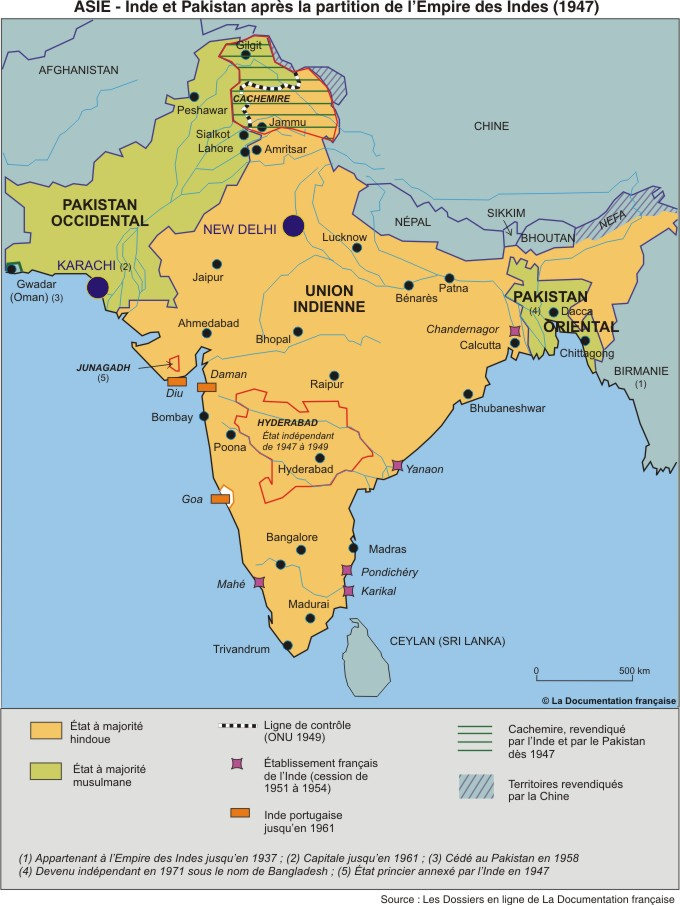 ASIE - Inde et Pakistan après la partition de l’Empire des Indes (1947)
Gilgit
AFGHANISTAN
CACHEMIRE
Peshawar
Jammu
CHINE
Sialkot
Lahore
Amritsar
PAKISTAN
OCCIDENTAL
SIKKIM
NEFA
NÉPAL
NEW DELHI
BHOUTAN
Lucknow
KARACHI (2)
Jaipur
Gwadar
(Oman) (3)
Patna
UNION
INDIENNE
Bénarès
PAKISTAN
(4)
Dacca
ORIENTAL
Ahmedabad
Chandernagor
Bhopal
Calcutta
Chittagong
JUNAGADH
(5)
Daman
BIRMANIE
(1)
Raipur
Diu
Bhubaneshwar
Bombay
HYDERABAD
État indépendant
de 1947 à 1949
Poona
Hyderabad
Yanaon
Goa
Bangalore
Madras
Pondichéry
Mahé
Karikal
Madurai
CEYLAN (SRI LANKA)
Trivandrum
0
500 km
© La Documentation française
État à majorité
hindoue
État à majorité
musulmane
Ligne de contrôle
(ONU 1949)
Établissement français
de l’Inde (cession de
1951 à 1954)
Inde portugaise
jusqu’en 1961
Cachemire, revendiqué
par l’Inde et par le Pakistan
dès 1947
Territoires revendiqués
par la Chine
(1) Appartenant à l’Empire des Indes jusqu’en 1937 ; (2) Capitale jusqu’en 1961 ; (3) Cédé au Pakistan en 1958
(4) Devenu indépendant en 1971 sous le nom de Bangladesh ; (5) État princier annexé par l’Inde en 1947
Source : Les Dossiers en ligne de La Documentation française